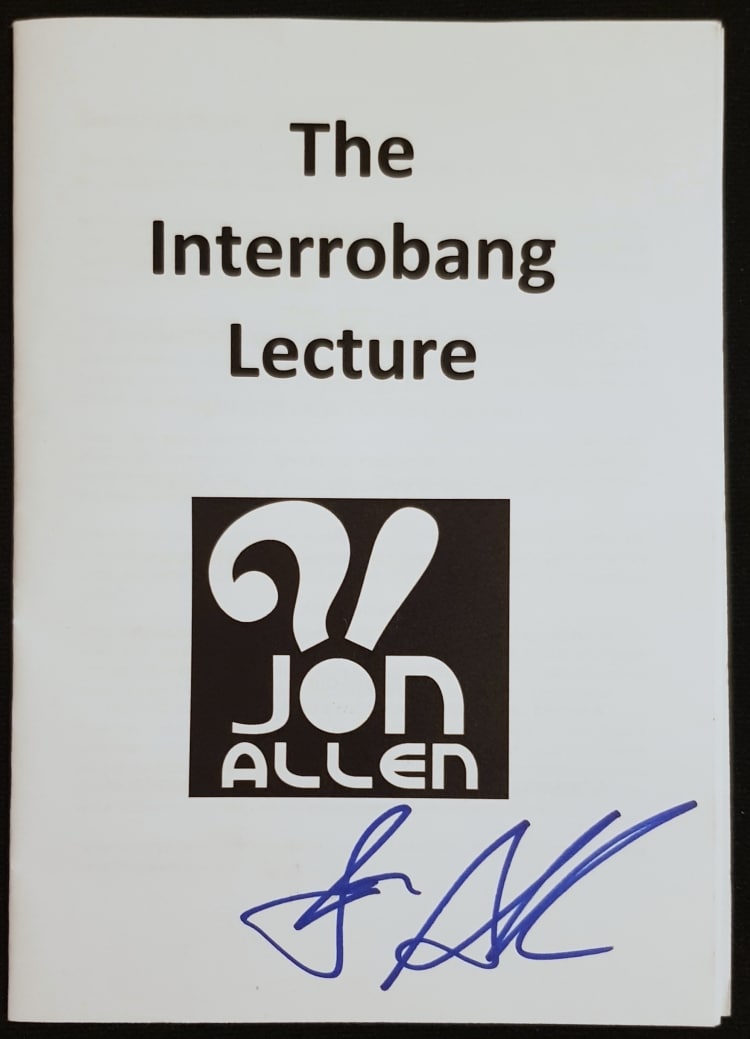 The
Interrobang
Lecture
?!
JON
ALLEN